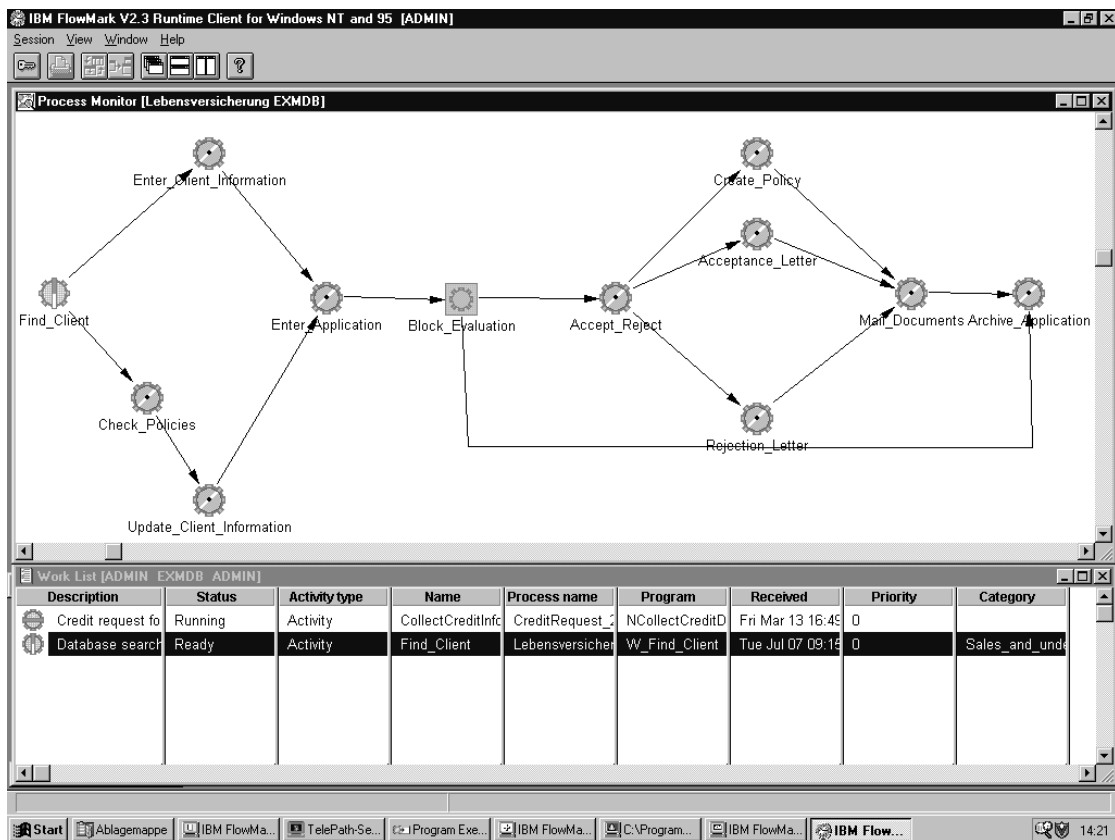 IBM FlowMark V2.3 Runtime Client for Windows NT and 95 [ADMIN]
Session View Window Help
Process Monitor [Lebensversicherung EXMDB]
Enter_Client_Information
Create_Policy
Acceptance_Letter
Find_Client
Enter_Application
Block_Evaluation
Accept_Reject
Mail_Documents
Archive_Application
Check_Policies
Rejection_Letter
Update_Client_Information
Work List [ADMIN EXMDB ADMIN]
Description Status Activity type Name Process name Program Received Priority Category
Credit request fo Running Activity CollectCreditInfo CreditRequest_2 NCollectCreditD Fri Mar 13 16:45 0
Database search Ready Activity Find_Client Lebensversicher W_Find_Client Tue Jul 07 09:15 0 Sales_and_unde
Start Ablagemappe IBM FlowMa... TelePath-Se... Program Exe... IBM FlowMa... C:\Program... IBM FlowMa... IBM Flow... 14:21